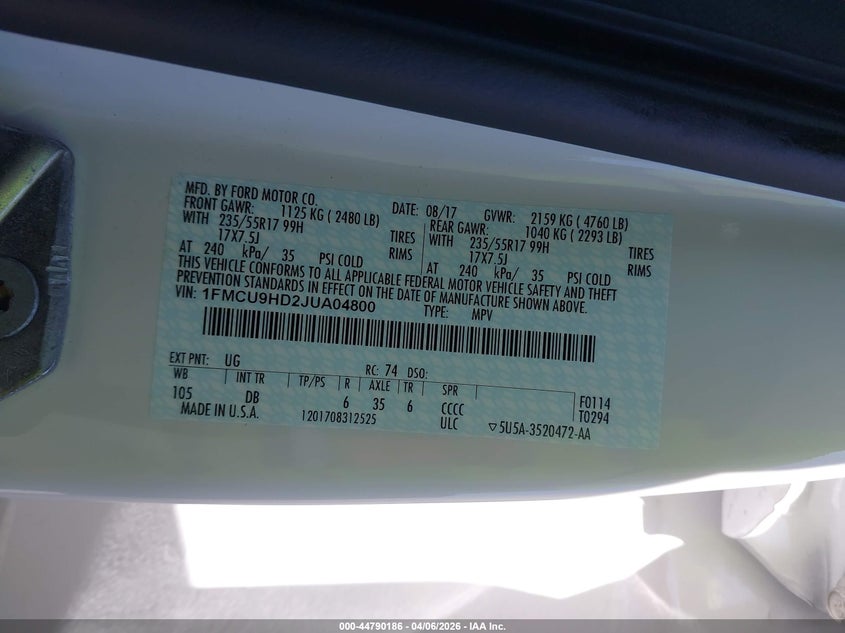 MFD. BY FORD MOTOR CO.
DATE: 08/17 GVWR: 2159 KG ( 4760 LB)
FRONT GAWR: 1125 KG ( 2480 LB) REAR GAWR: 1040 KG ( 2293 LB)
WITH 235/55R17 99H TIRES WITH 235/55R17 99H TIRES
17X7.5J RIMS 17X7.5J RIMS
AT 240 kPa/ 35 PSI COLD AT 240 kPa/ 35 PSI COLD
THIS VEHICLE CONFORMS TO ALL APPLICABLE FEDERAL MOTOR VEHICLE SAFETY AND THEFT
PREVENTION STANDARDS IN EFFECT ON THE DATE OF MANUFACTURE SHOWN ABOVE.
VIN: 1FMCU9HD2JUA04800 TYPE: MPV
EXT PNT: UG RC: 74 DSO:
WB INT TR TP/PS R AXLE TR SPR
105 DB 6 35 6 CCCC F0114
MADE IN U.S.A. 1201708312525 ULC T0294
▽5U5A-3520472-AA
000-44790186 - 04/06/2026 - IAA Inc.